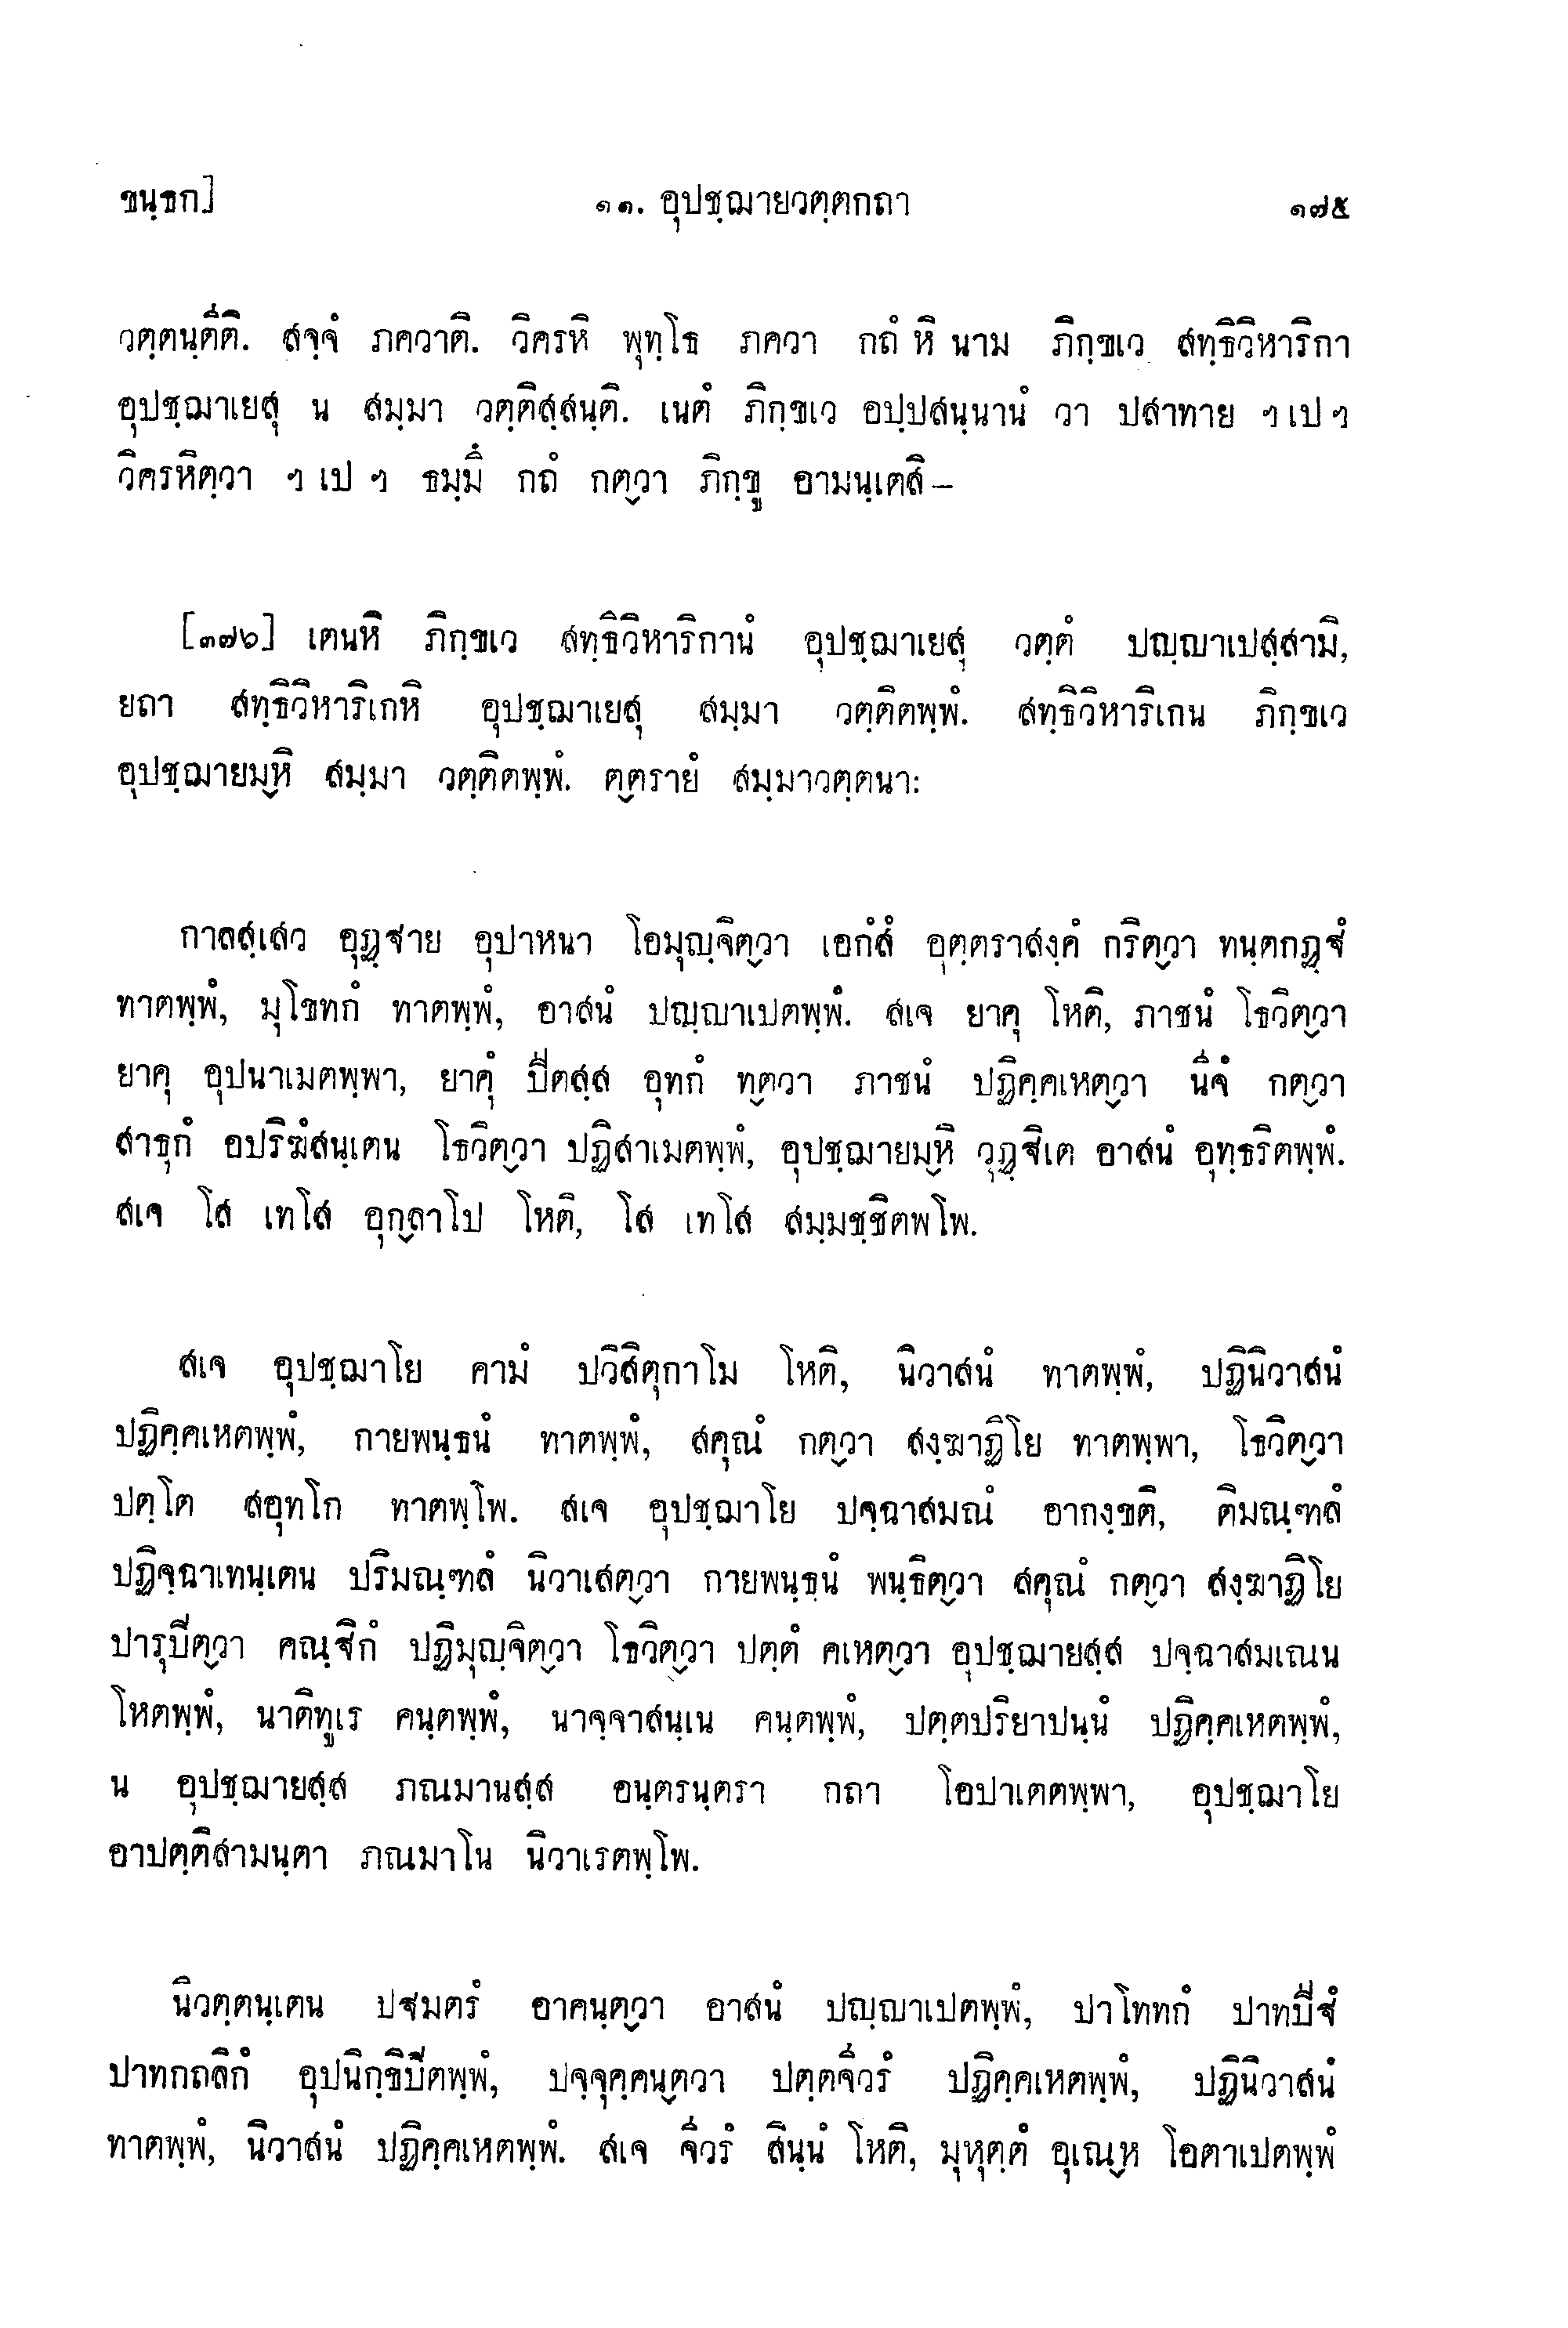 ขนฺธก] ๑๑. อุปชฺฌายวตฺตกถา ๑๗๕
วตฺตนฺตีติ. สจฺจํ ภควาติ. วิครหิ พุทฺโธ ภควา กถํ หิ นาม ภิกฺขเว สทฺธิวิหาริกา
อุปชฺฌาเยสุ น สมฺมา วตฺติสฺสนฺติ. เนตํ ภิกฺขเว อปฺปสนฺนานํ วา ปสาทาย ฯ เป ฯ
วิครหิตฺวา ฯ เป ฯ ธมฺมึ กถํ กตฺวา ภิกฺขู อามนฺเตสิ –
[๓๗๖] เตนหิ ภิกฺขเว สทฺธิวิหาริกานํ อุปชฺฌาเยสุ วตฺตํ ปญฺญาเปสฺสามิ,
ยถา สทฺธิวิหาริเกหิ อุปชฺฌาเยสุ สมฺมา วตฺติตพฺพํ. สทฺธิวิหาริเกน ภิกฺขเว
อุปชฺฌายมฺหิ สมฺมา วตฺติตพฺพํ. ตตฺรายํ สมฺมาวตฺตนา:
กาลสฺเสว อุฏฺฐาย อุปาหนา โอมุญฺจิตฺวา เอกํสํ อุตฺตราสงฺคํ กริตฺวา ทนฺตกฏฺฐํ
ทาตพฺพํ, มุโขทกํ ทาตพฺพํ, อาสนํ ปญฺญาเปตพฺพํ. สเจ ยาคุ โหติ, ภาชนํ โธวิตฺวา
ยาคุ อุปนาเมตพฺพา, ยาคุํ ปีตสฺส อุทกํ ทตฺวา ภาชนํ ปฏิคฺคเหตฺวา นีจํ กตฺวา
สาธุกํ อปริฆํสนฺเตน โธวิตฺวา ปฏิสาเมตพฺพํ, อุปชฺฌายมฺหิ วุฏฺฐิเต อาสนํ อุทฺธริตพฺพํ.
สเจ โส เทโส อุกฺลาโป โหติ, โส เทโส สมฺมชฺชิตพโพ.
สเจ อุปชฺฌาโย คามํ ปวิสิตุกาโม โหติ, นิวาสนํ ทาตพฺพํ, ปฏินิวาสนํ
ปฏิคฺคเหตพฺพํ, กายพนฺธนํ ทาตพฺพํ, สคุณํ กตฺวา สงฺฆาฏิโย ทาตพฺพา, โธวิตฺวา
ปตฺโต สอุทโก ทาตพฺโพ. สเจ อุปชฺฌาโย ปจฺฉาสมณํ อากงฺขติ, ติมณฺฑลํ
ปฏิจฺฉาเทนฺเตน ปริมณฺฑลํ นิวาเสตฺวา กายพนฺธนํ พนฺธิตฺวา สคุณํ กตฺวา สงฺฆาฏิโย
ปารุปิตฺวา คณฺฐิกํ ปฏิมุญฺจิตฺวา โธวิตฺวา ปตฺตํ คเหตฺวา อุปชฺฌายสฺส ปจฺฉาสมเณน
โหตพฺพํ, นาติทูเร คนฺตพฺพํ, นาจฺจาสนฺเน คนฺตพฺพํ, ปตฺตปริยาปนฺนํ ปฏิคฺคเหตพฺพํ,
น อุปชฺฌายสฺส ภณมานสฺส อนฺตรนฺตรา กถา โอปาเตตพฺพา, อุปชฺฌาโย
อาปตฺติสามนฺตา ภณมาโน นิวาเรตพฺโพ.
นิวตฺตนฺเตน ปฐมตรํ อาคนฺตฺวา อาสนํ ปญฺญาเปตพฺพํ, ปาโททกํ ปาทปีฐํ
ปาทกถลิกํ อุปนิกฺขิปิตพฺพํ, ปจฺจุคฺคนฺตฺวา ปตฺตจีวรํ ปฏิคฺคเหตพฺพํ, ปฏินิวาสนํ
ทาตพฺพํ, นิวาสนํ ปฏิคฺคเหตพฺพํ. สเจ จีวรํ สินฺนํ โหติ, มุหุตฺตํ อุเณฺห โอตาเปตพฺพํ